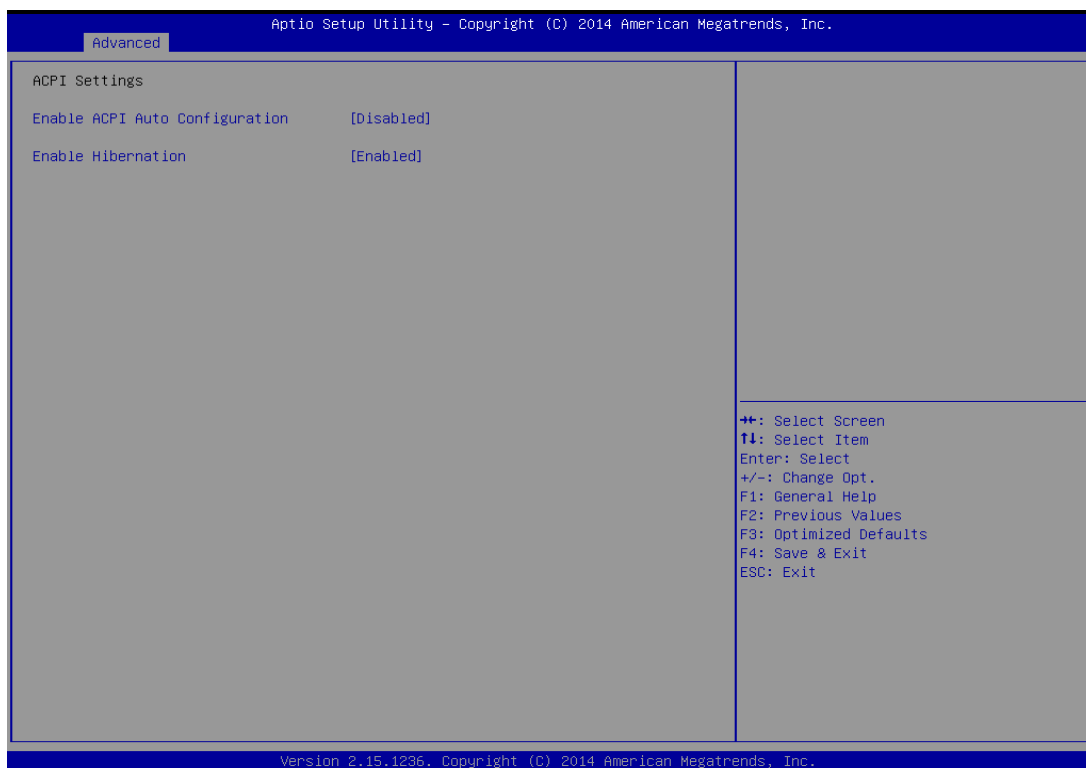 Aptio Setup Utility – Copyright (C) 2014 American Megatrends, Inc.
Advanced
ACPI Settings
Enable ACPI Auto Configuration [Disabled]
Enable Hibernation [Enabled]
→←: Select Screen
↑↓: Select Item
Enter: Select
+/-: Change Opt.
F1: General Help
F2: Previous Values
F3: Optimized Defaults
F4: Save & Exit
ESC: Exit
Version 2.15.1236. Copyright (C) 2014 American Megatrends, Inc.